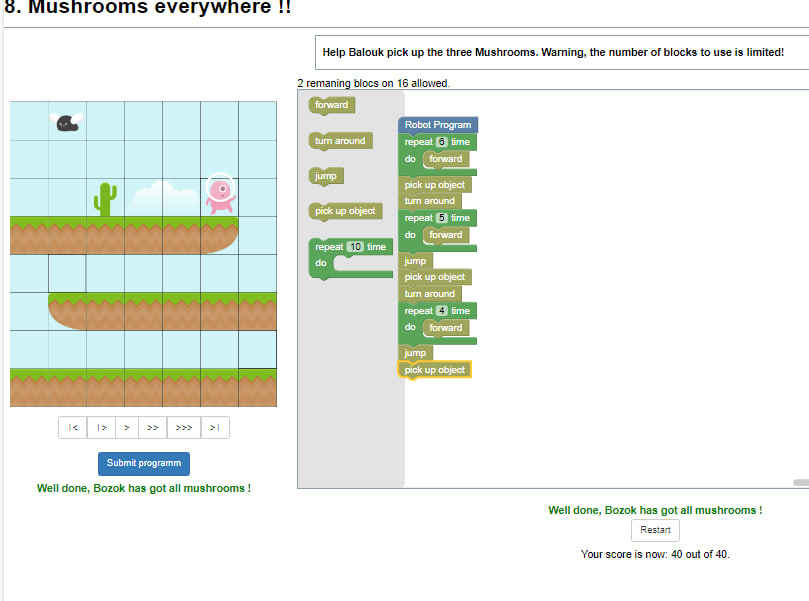 8. Mushrooms everywhere !!
Help Balouk pick up the three Mushrooms. Warning, the number of blocks to use is limited!
2 remaning blocs on 16 allowed.
forward
turn around
jump
pick up object
repeat 10 time
do
Robot Program
repeat 6 time
do forward
pick up object
turn around
repeat 5 time
do forward
jump
pick up object
turn around
repeat 4 time
do forward
jump
pick up object
|< |> > >> >>> >|
Submit programm
Well done, Bozok has got all mushrooms !
Well done, Bozok has got all mushrooms !
Restart
Your score is now: 40 out of 40.